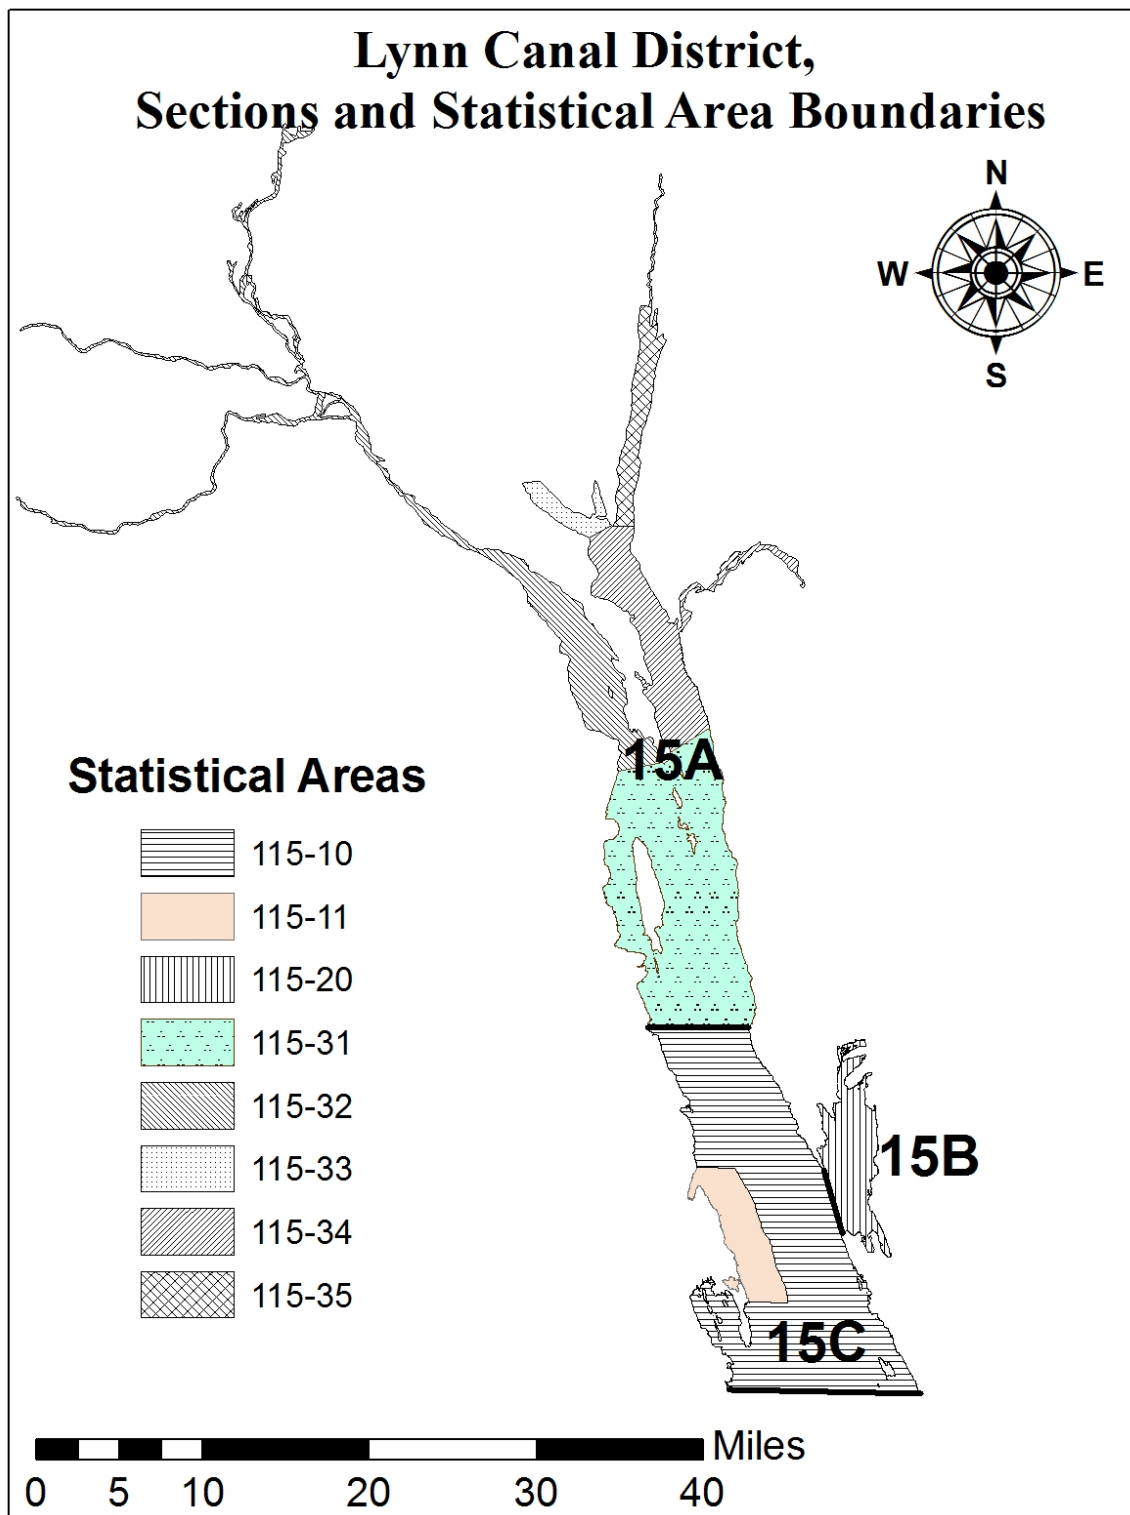 Lynn Canal District,
Sections and Statistical Area Boundaries
N
W E
S
15A
Statistical Areas
115-10
115-11
115-20
115-31
115-32
115-33
115-34
115-35
15B
15C
Miles
0 5 10 20 30 40